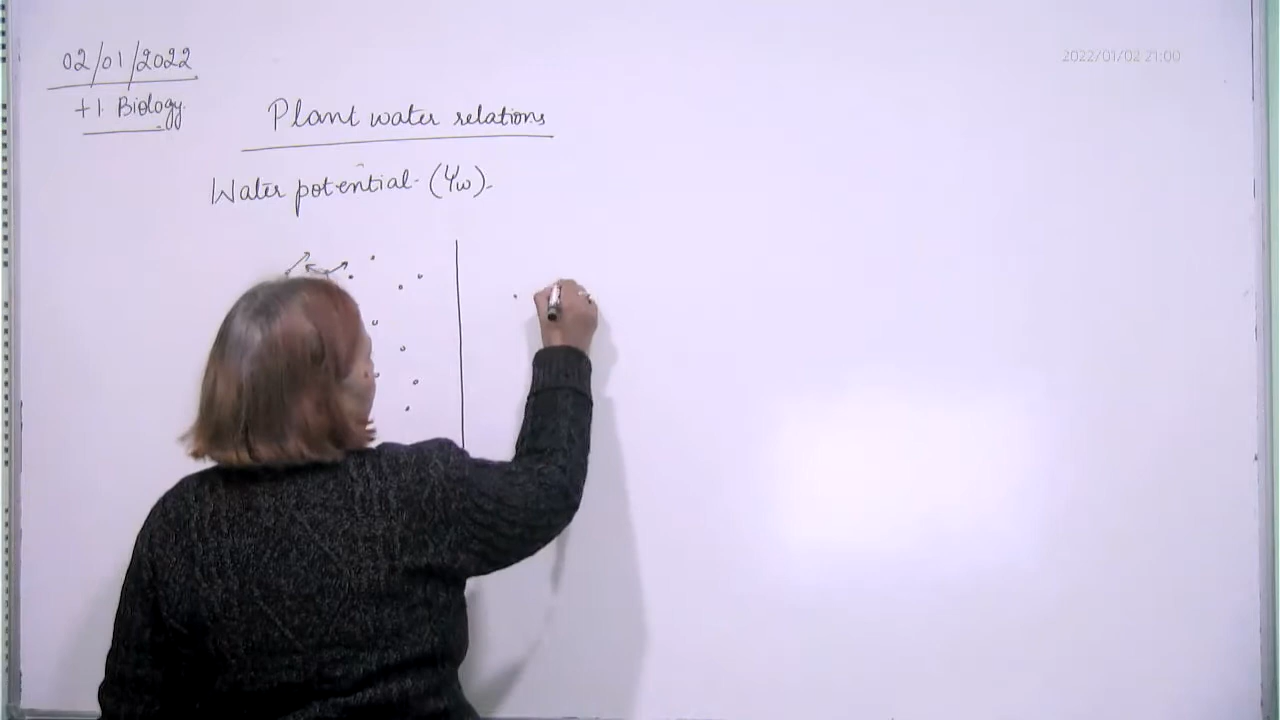 02/01/2022
2022/01/02 21:00
+1 Biology.
Plant water relations
Water potential (Ψw).